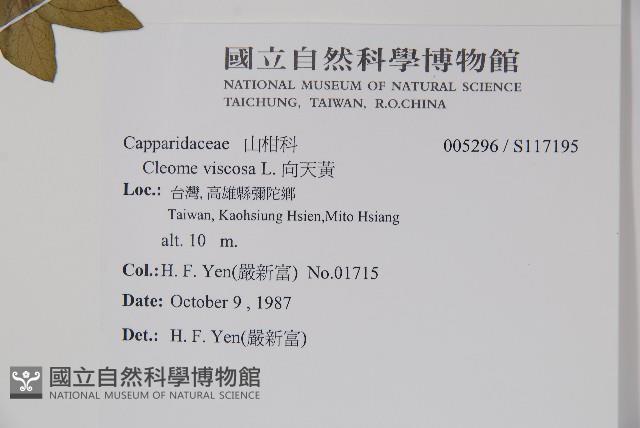 國立自然科學博物館
NATIONAL MUSEUM OF NATURAL SCIENCE
TAICHUNG, TAIWAN, R.O.CHINA
Capparidaceae 山柑科 005296 / S117195
Cleome viscosa L. 向天黃
Loc.: 台灣, 高雄縣彌陀鄉
Taiwan, Kaohsiung Hsien,Mito Hsiang
alt. 10 m.
Col.: H. F. Yen(嚴新富) No.01715
Date: October 9 , 1987
Det.: H. F. Yen(嚴新富)
國立自然科學博物館
NATIONAL MUSEUM OF NATURAL SCIENCE